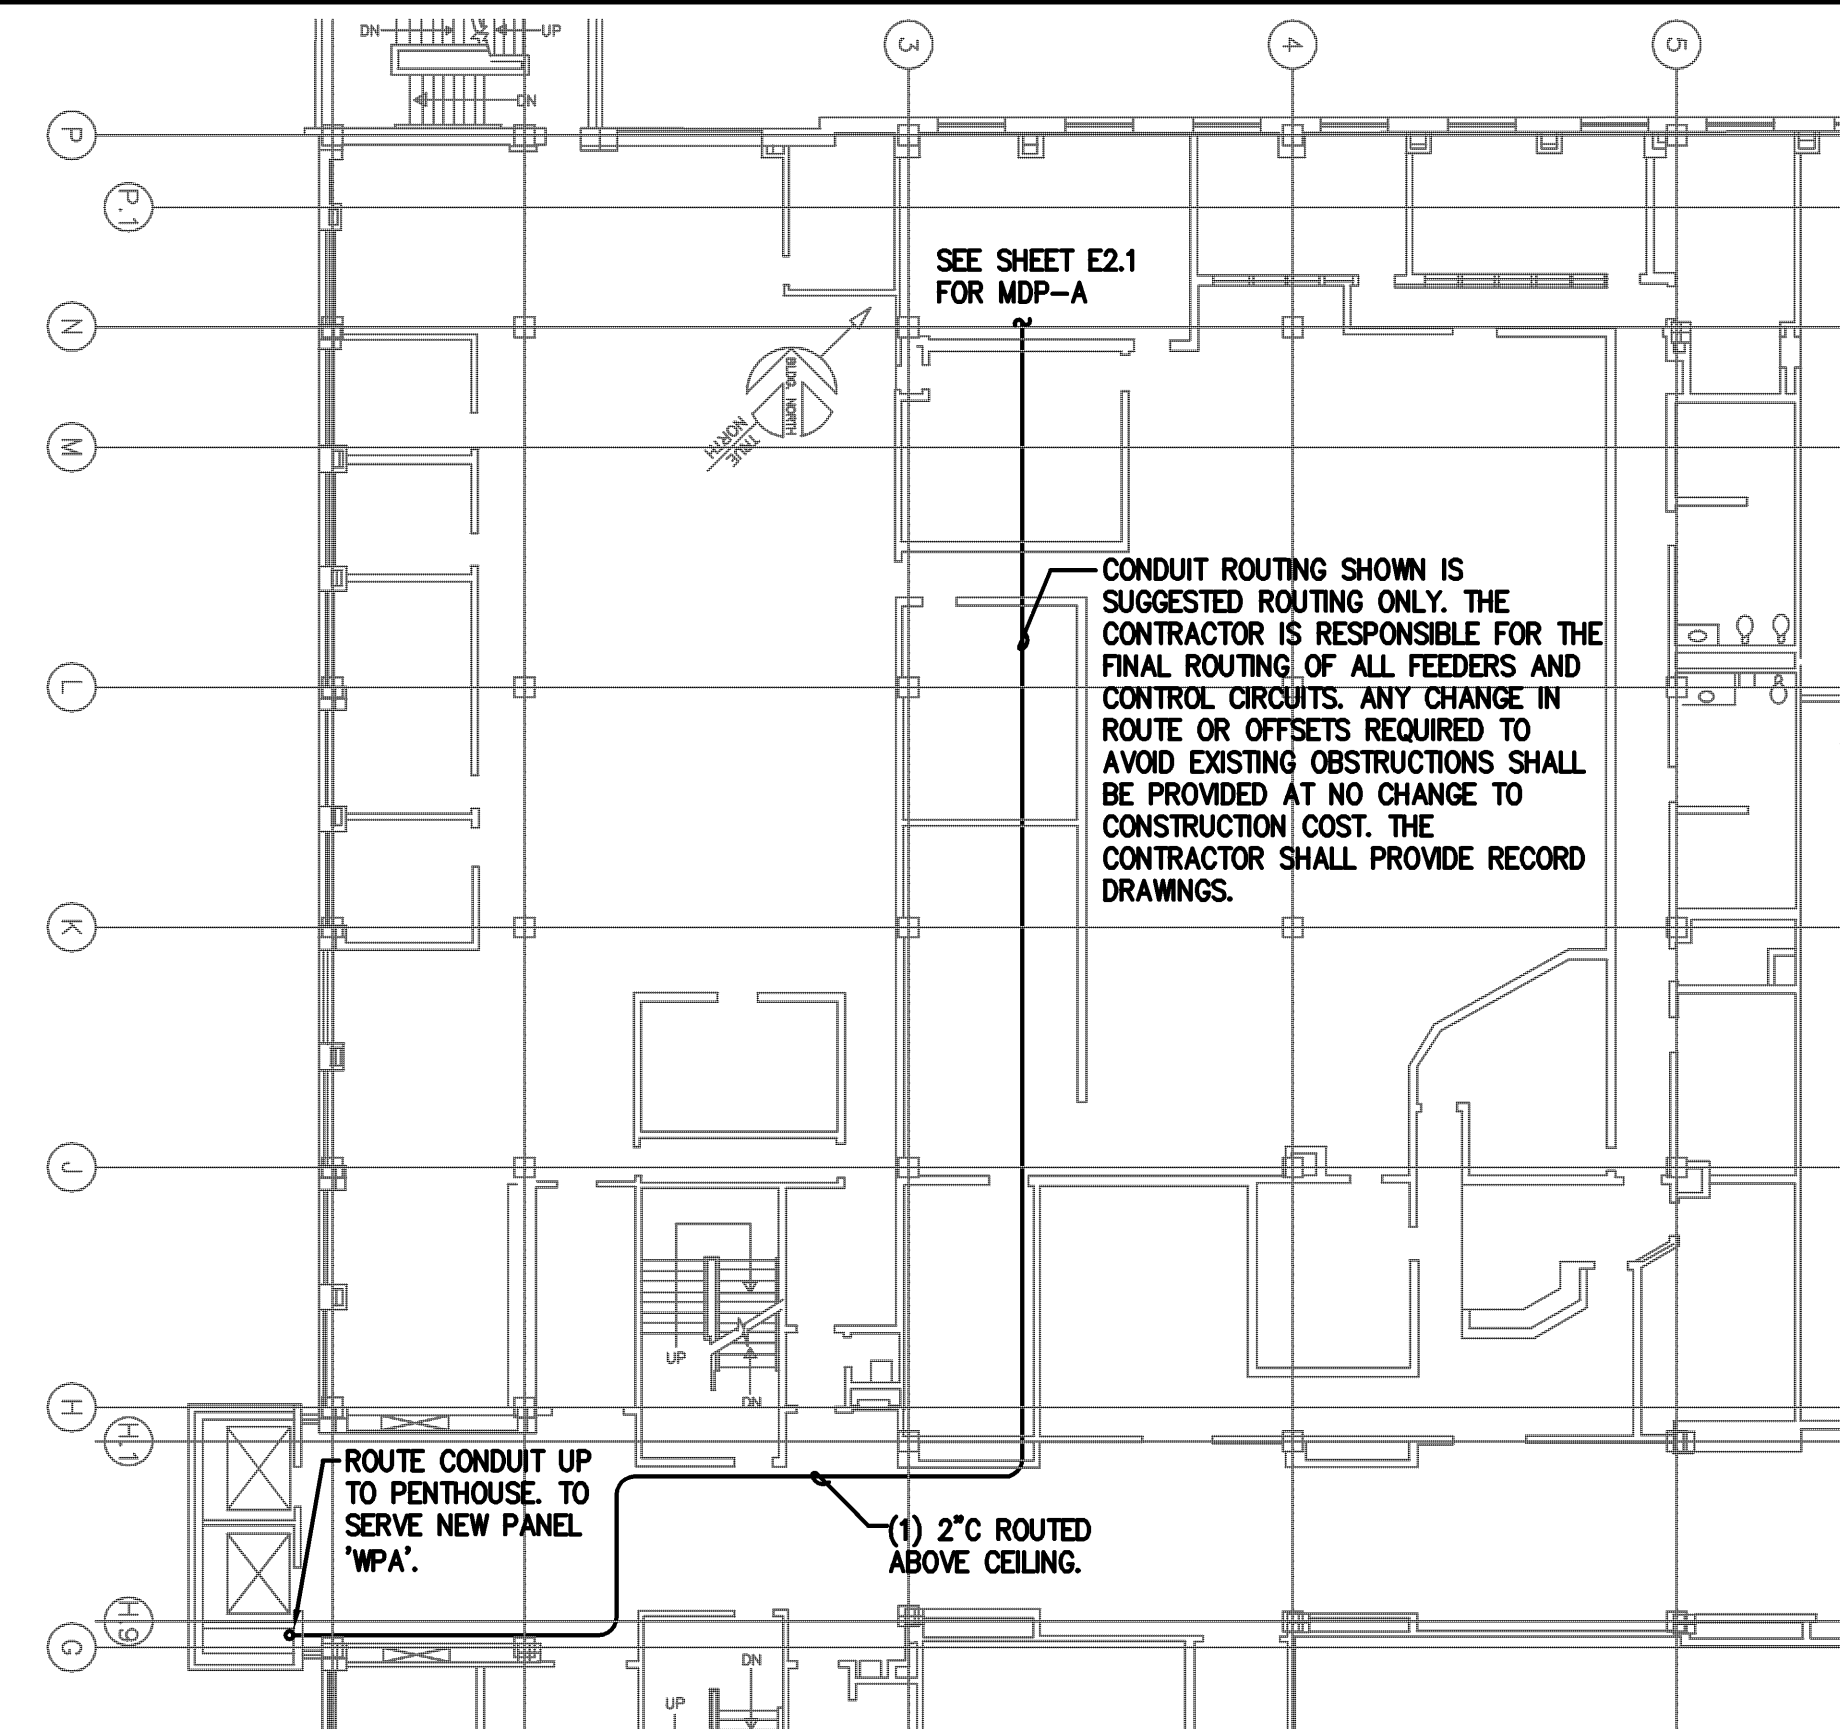 DN
UP
DN
3
4
5
P
P.1
SEE SHEET E2.1
FOR MDP-A
N
BLDG. NORTH
TRUE
NORTH
M
CONDUIT ROUTING SHOWN IS
SUGGESTED ROUTING ONLY. THE
CONTRACTOR IS RESPONSIBLE FOR THE
FINAL ROUTING OF ALL FEEDERS AND
CONTROL CIRCUITS. ANY CHANGE IN
ROUTE OR OFFSETS REQUIRED TO
AVOID EXISTING OBSTRUCTIONS SHALL
BE PROVIDED AT NO CHANGE TO
CONSTRUCTION COST. THE
CONTRACTOR SHALL PROVIDE RECORD
DRAWINGS.
L
K
J
UP
DN
H
H.1
ROUTE CONDUIT UP
TO PENTHOUSE. TO
SERVE NEW PANEL
'WPA'.
(1) 2"C ROUTED
ABOVE CEILING.
H.9
G
DN
UP